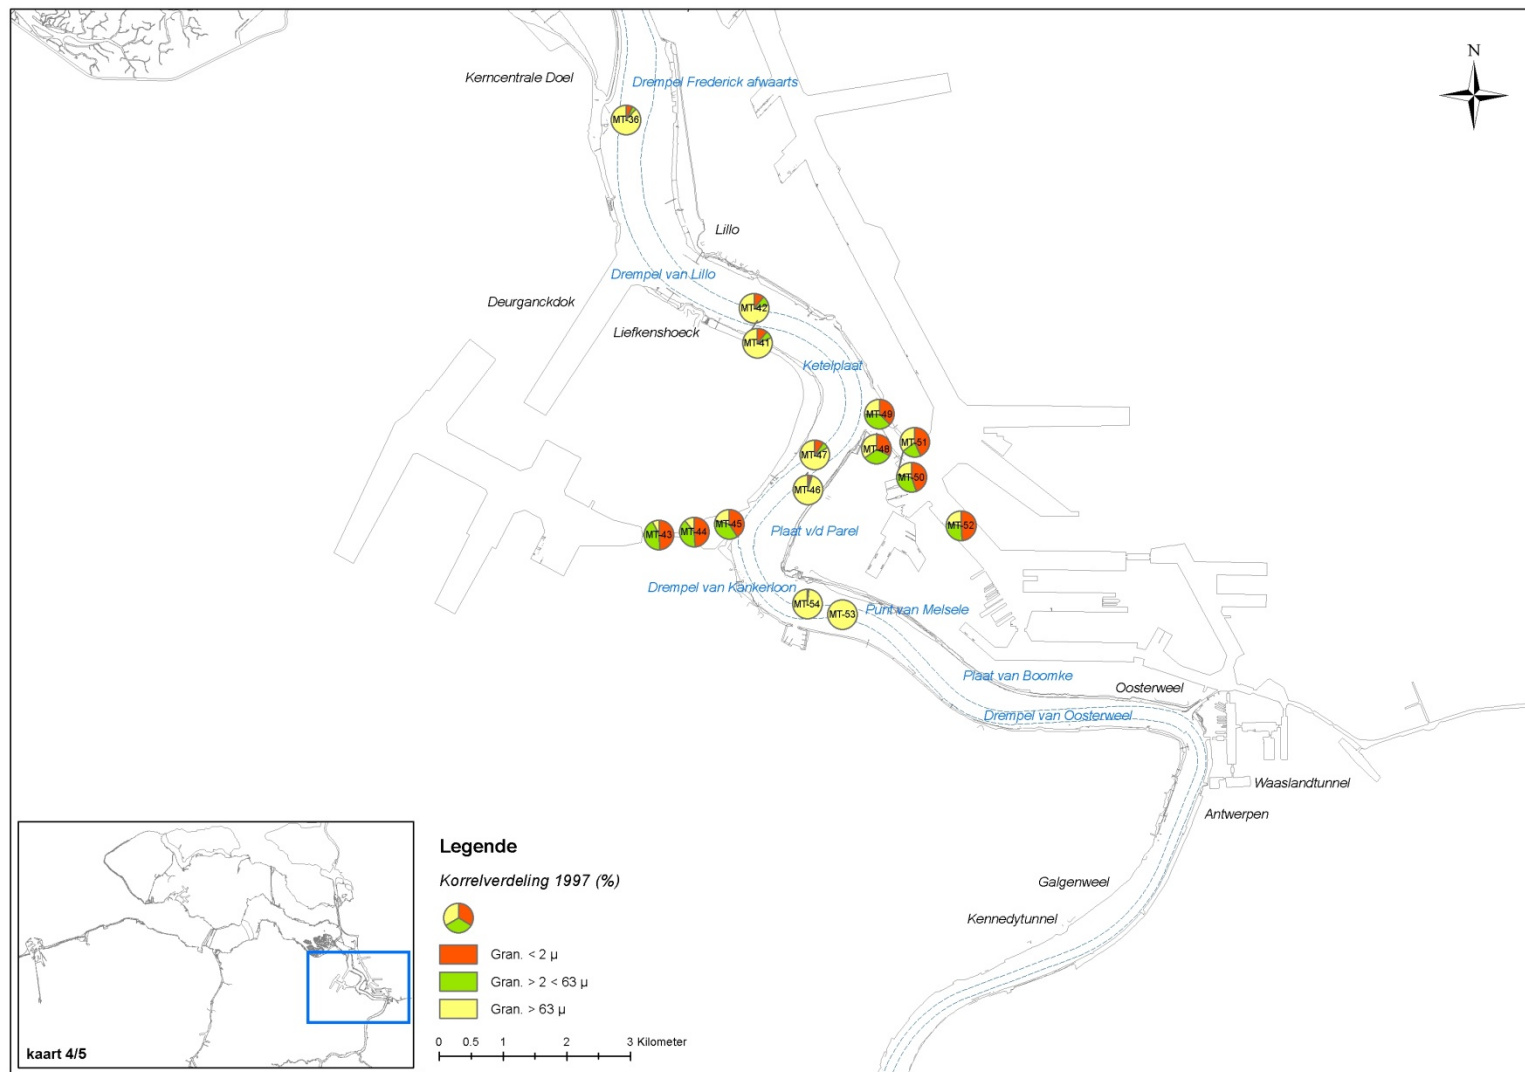 Kerncentrale Doel
Drempel Frederick afwaarts
N
MT-36
Lillo
Drempel van Lillo
Deurganckdok
MT-42
Liefkenshoeck
MT-41
Ketelplaat
MT-49
MT-51
MT-48
MT-47
MT-50
MT-46
MT-45
MT-44
MT-43
MT-52
Plaat v/d Parel
Drempel van Kankerloon
MT-54
MT-53
Punt van Melsele
Plaat van Boomke
Oosterweel
Drempel van Oosterweel
Waaslandtunnel
Antwerpen
Galgenweel
Kennedytunnel
Legende
Korrelverdeling 1997 (%)
Gran. < 2 µ
Gran. > 2 < 63 µ
Gran. > 63 µ
0 0.5 1 2 3 Kilometer
kaart 4/5